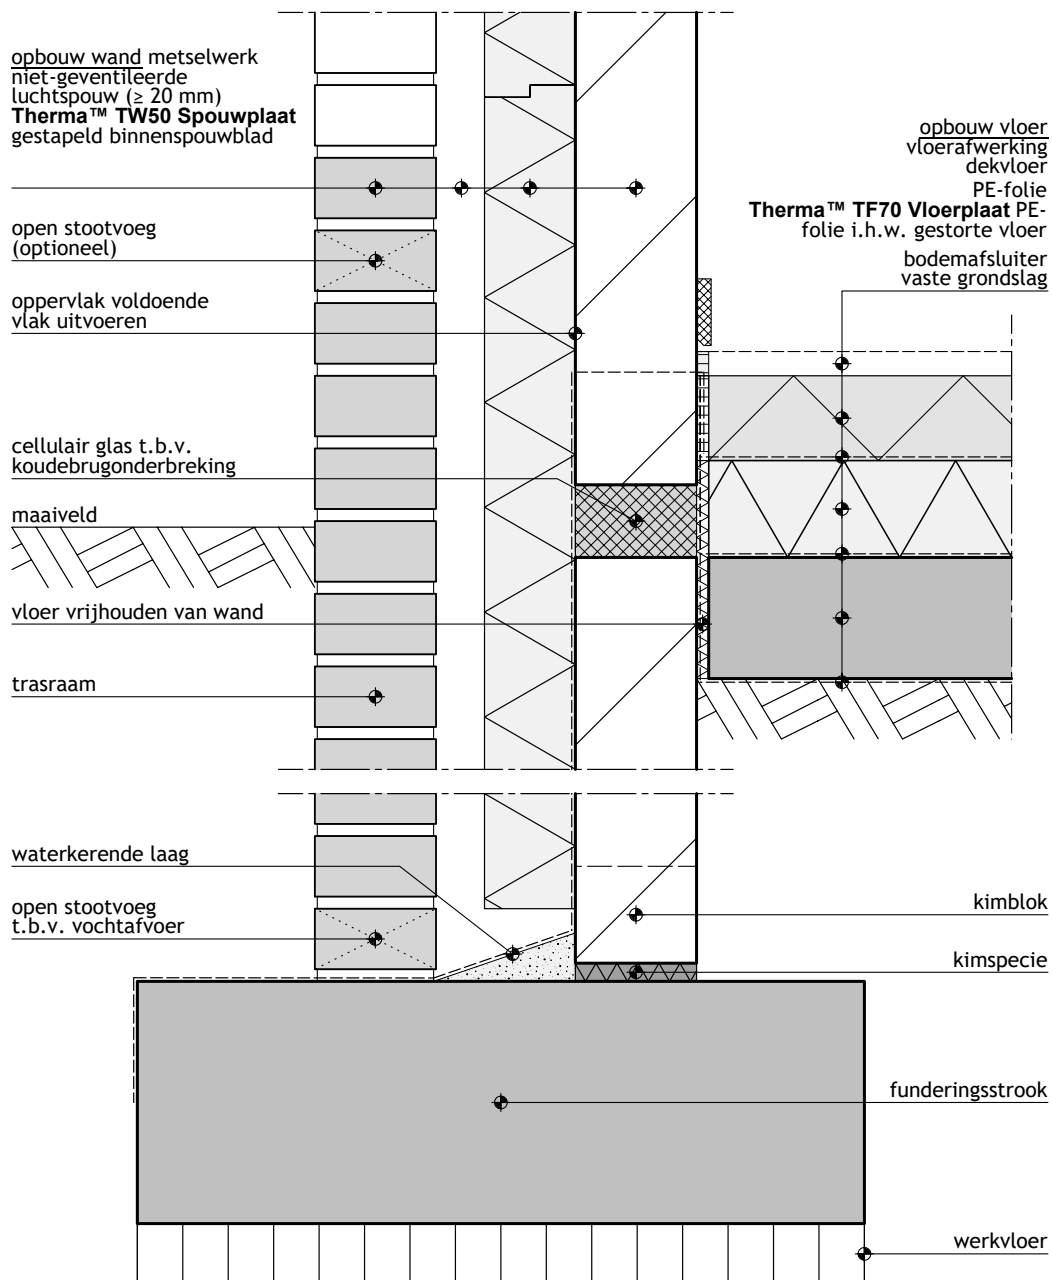 opbouw wand metselwerk
niet-geventileerde
luchtspouw (≥ 20 mm)
Therma™ TW50 Spouwplaat
gestapeld binnenspouwblad
open stootvoeg
(optioneel)
oppervlak voldoende
vlak uitvoeren
cellulair glas t.b.v.
koudebrugonderbreking
maaiveld
vloer vrijhouden van wand
trasraam
waterkerende laag
open stootvoeg
t.b.v. vochtafvoer
opbouw vloer
vloerafwerking
dekvloer
PE-folie
Therma™ TF70 Vloerplaat PE-
folie i.h.w. gestorte vloer
bodemafsluiter
vaste grondslag
kimblok
kimspecie
funderingsstrook
werkvloer